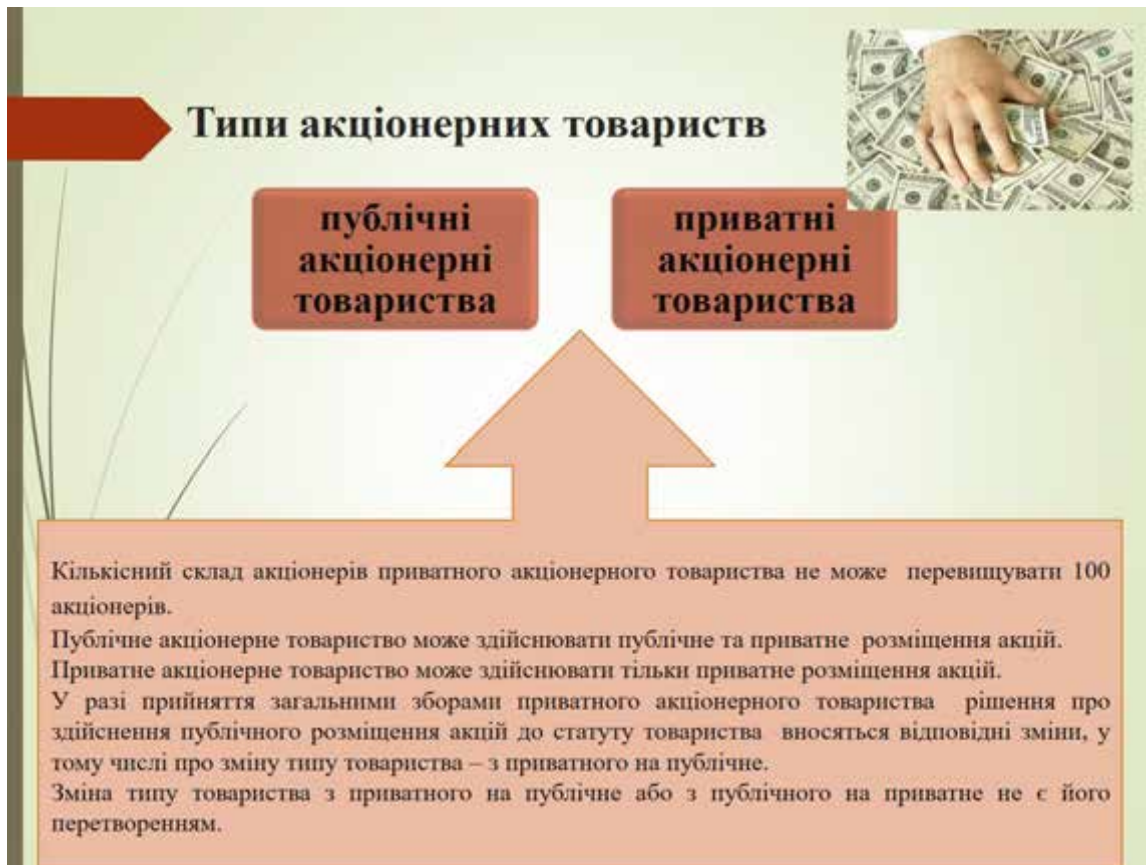 Типи акціонерних товариств
публічні
акціонерні
товариства
приватні
акціонерні
товариства
Кількісний склад акціонерів приватного акціонерного товариства не може перевищувати 100
акціонерів.
Публічне акціонерне товариство може здійснювати публічне та приватне розміщення акцій.
Приватне акціонерне товариство може здійснювати тільки приватне розміщення акцій.
У разі прийняття загальними зборами приватного акціонерного товариства рішення про
здійснення публічного розміщення акцій до статуту товариства вносяться відповідні зміни, у
тому числі про зміну типу товариства – з приватного на публічне.
Зміна типу товариства з приватного на публічне або з публічного на приватне не є його
перетворенням.